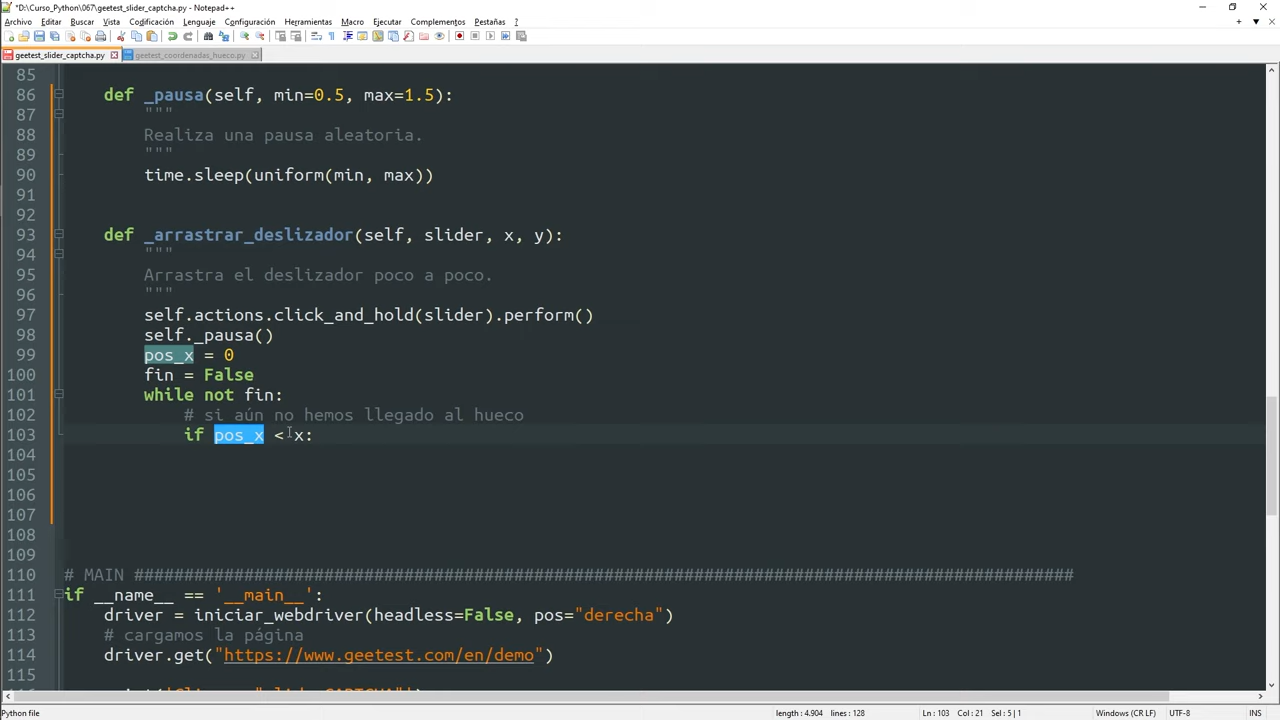 *D:\Curso_Python\067\geetest_slider_captcha.py - Notepad++
Archivo Editar Buscar Vista Codificación Lenguaje Configuración Herramientas Macro Ejecutar Complementos Pestañas ?
geetest_slider_captcha.py geetest_coordenadas_hueco.py
85
86 def _pausa(self, min=0.5, max=1.5):
87 """
88 Realiza una pausa aleatoria.
89 """
90 time.sleep(uniform(min, max))
91
92
93 def _arrastrar_deslizador(self, slider, x, y):
94 """
95 Arrastra el deslizador poco a poco.
96 """
97 self.actions.click_and_hold(slider).perform()
98 self._pausa()
99 pos_x = 0
100 fin = False
101 while not fin:
102 # si aún no hemos llegado al hueco
103 if pos_x < x:
104
105
106
107
108
109
110 # MAIN ##############################################################################################
111 if __name__ == '__main__':
112 driver = iniciar_webdriver(headless=False, pos="derecha")
113 # cargamos la página
114 driver.get("https://www.geetest.com/en/demo")
115
Python file length : 4.904 lines : 128 Ln : 103 Col : 21 Sel : 5 | 1 Windows (CR LF) UTF-8 INS